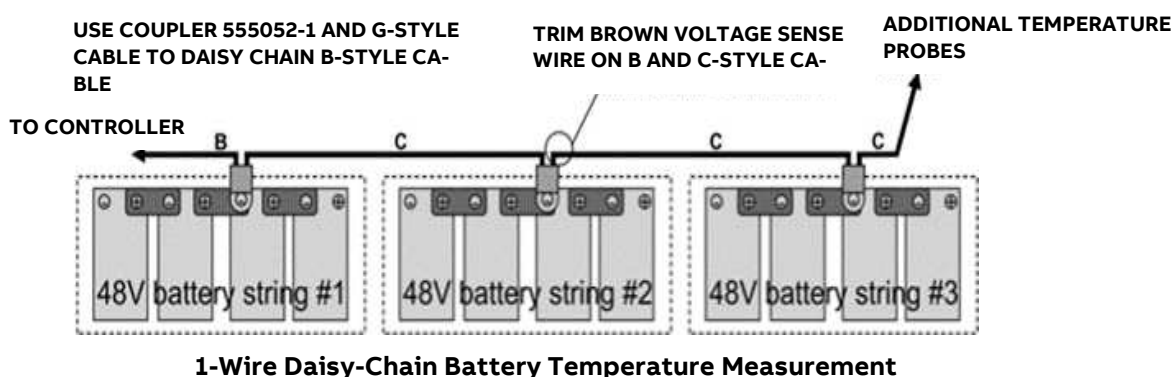 USE COUPLER 555052-1 AND G-STYLE
CABLE TO DAISY CHAIN B-STYLE CA-
BLE
TRIM BROWN VOLTAGE SENSE
WIRE ON B AND C-STYLE CA-
ADDITIONAL TEMPERATURE
PROBES
TO CONTROLLER
B
C
C
C
48V battery string #1
48V battery string #2
48V battery string #3
1-Wire Daisy-Chain Battery Temperature Measurement